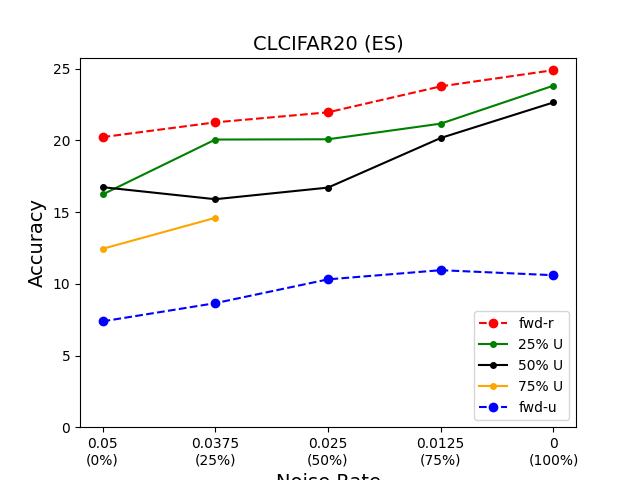 CLCIFAR20 (ES)
25
20
15
10
5
0
Accuracy
fwd-r
25% U
50% U
75% U
fwd-u
0.05 0.0375 0.025 0.0125 0
(0%) (25%) (50%) (75%) (100%)
Noise Rate